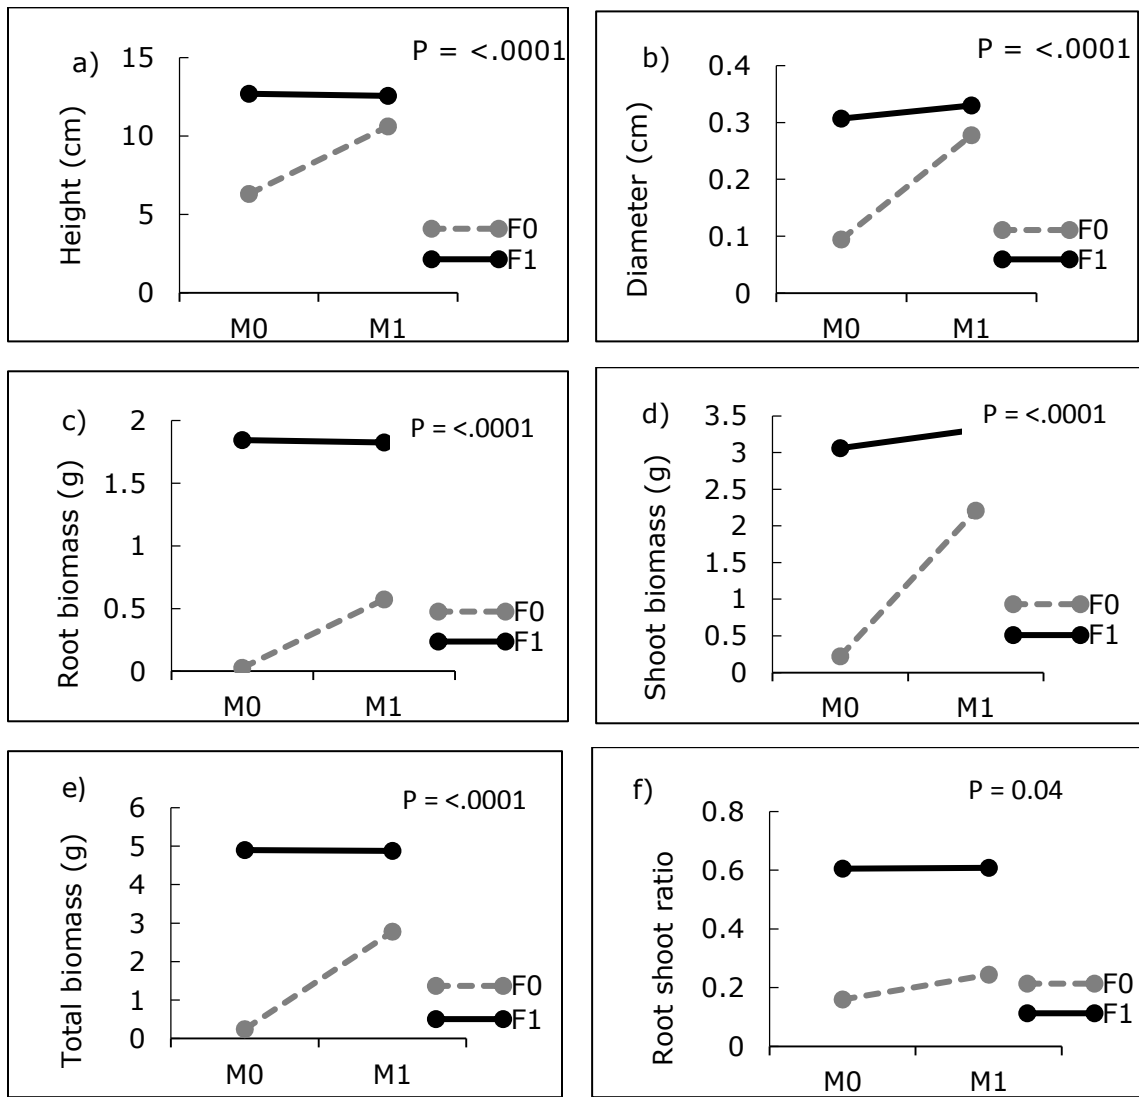 a)
P = <.0001
Height (cm)
15
10
5
0
M0 M1
F0
F1
b)
P = <.0001
Diameter (cm)
0.4
0.3
0.2
0.1
0
M0 M1
F0
F1
c)
P = <.0001
Root biomass (g)
2
1.5
1
0.5
0
M0 M1
F0
F1
d)
P = <.0001
Shoot biomass (g)
3.5
3
2.5
2
1.5
1
0.5
0
M0 M1
F0
F1
e)
P = <.0001
Total biomass (g)
6
5
4
3
2
1
0
M0 M1
F0
F1
f)
P = 0.04
Root shoot ratio
0.8
0.6
0.4
0.2
0
M0 M1
F0
F1